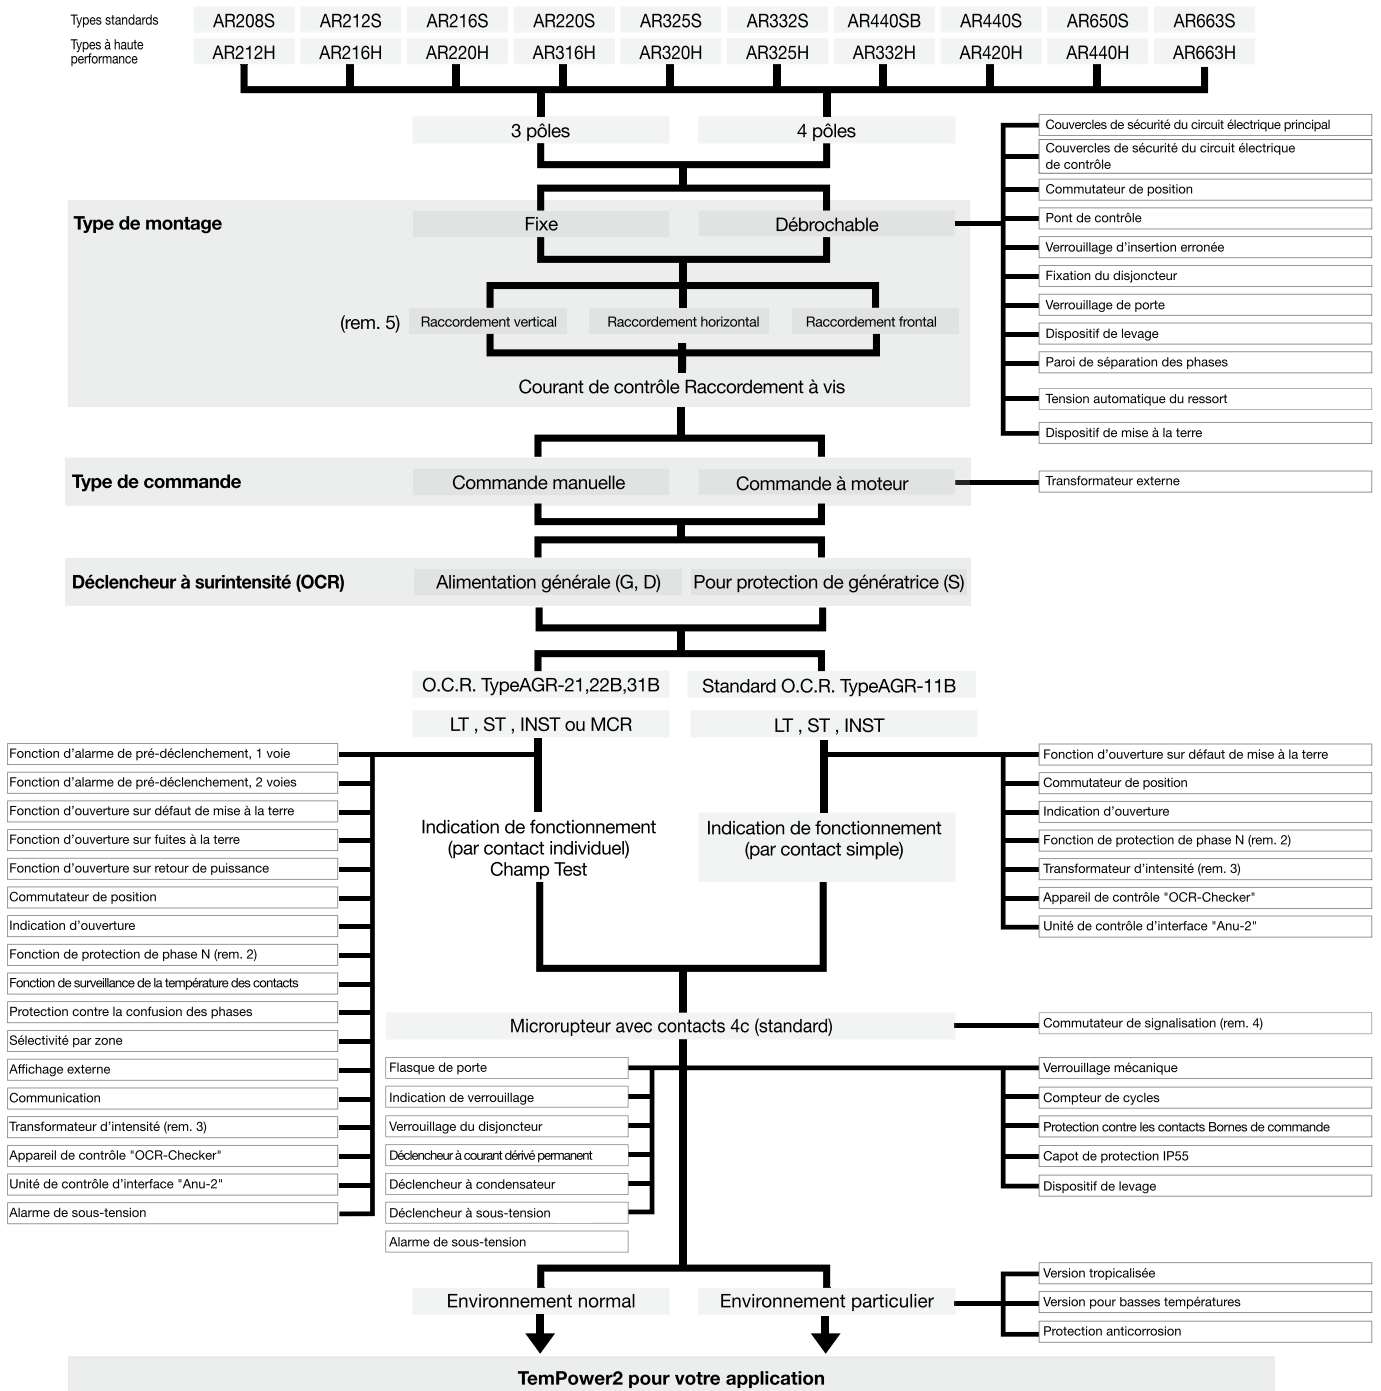 Types standards
AR208S AR212S AR216S AR220S AR325S AR332S AR440SB AR440S AR650S AR663S
Types à haute
performance
AR212H AR216H AR220H AR316H AR320H AR325H AR332H AR420H AR440H AR663H
3 pôles
4 pôles
Couvercles de sécurité du circuit électrique principal
Couvercles de sécurité du circuit électrique
de contrôle
Commutateur de position
Pont de contrôle
Verrouillage d'insertion erronée
Fixation du disjoncteur
Verrouillage de porte
Dispositif de levage
Paroi de séparation des phases
Tension automatique du ressort
Dispositif de mise à la terre
Type de montage
Fixe
Débrochable
(rem. 5)
Raccordement vertical
Raccordement horizontal
Raccordement frontal
Courant de contrôle Raccordement à vis
Type de commande
Commande manuelle
Commande à moteur
Transformateur externe
Déclencheur à surintensité (OCR)
Alimentation générale (G, D)
Pour protection de génératrice (S)
O.C.R. TypeAGR-21,22B,31B
Standard O.C.R. TypeAGR-11B
LT , ST , INST ou MCR
LT , ST , INST
Fonction d'alarme de pré-déclenchement, 1 voie
Fonction d'alarme de pré-déclenchement, 2 voies
Fonction d'ouverture sur défaut de mise à la terre
Fonction d'ouverture sur fuites à la terre
Fonction d'ouverture sur retour de puissance
Commutateur de position
Indication d'ouverture
Fonction de protection de phase N (rem. 2)
Fonction de surveillance de la température des contacts
Protection contre la confusion des phases
Sélectivité par zone
Affichage externe
Communication
Transformateur d'intensité (rem. 3)
Appareil de contrôle "OCR-Checker"
Unité de contrôle d'interface "Anu-2"
Alarme de sous-tension
Indication de fonctionnement
(par contact individuel)
Champ Test
Indication de fonctionnement
(par contact simple)
Fonction d'ouverture sur défaut de mise à la terre
Commutateur de position
Indication d'ouverture
Fonction de protection de phase N (rem. 2)
Transformateur d'intensité (rem. 3)
Appareil de contrôle "OCR-Checker"
Unité de contrôle d'interface "Anu-2"
Microrupteur avec contacts 4c (standard)
Commutateur de signalisation (rem. 4)
Flasque de porte
Indication de verrouillage
Verrouillage du disjoncteur
Déclencheur à courant dérivé permanent
Déclencheur à condensateur
Déclencheur à sous-tension
Alarme de sous-tension
Verrouillage mécanique
Compteur de cycles
Protection contre les contacts Bornes de commande
Capot de protection IP55
Dispositif de levage
Environnement normal
Environnement particulier
Version tropicalisée
Version pour basses températures
Protection anticorrosion
TemPower2 pour votre application